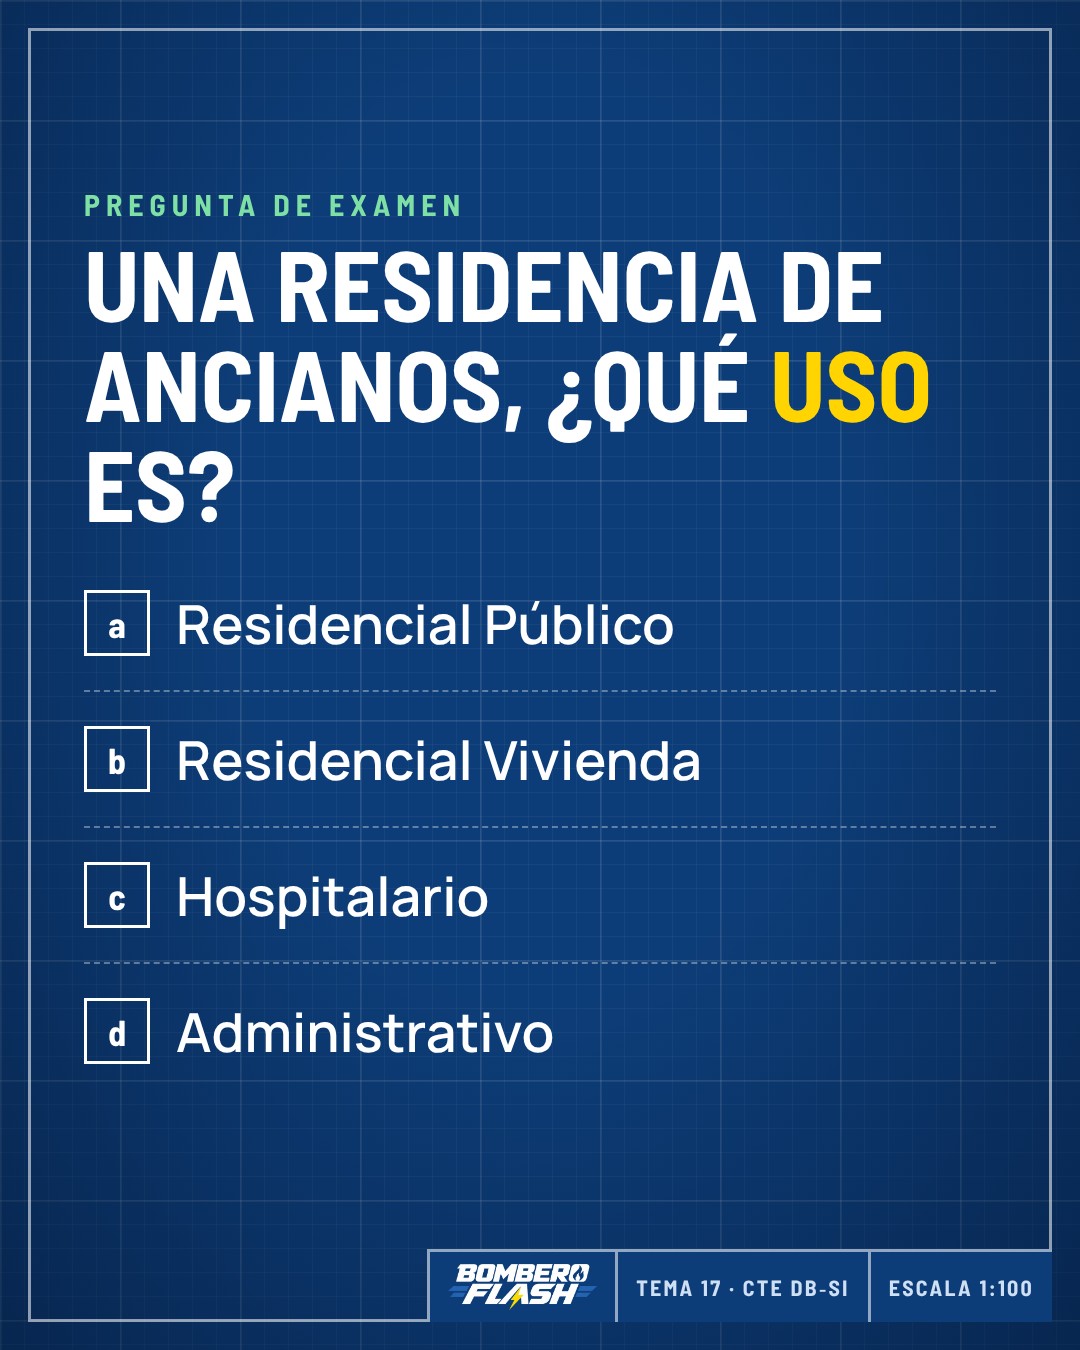 PREGUNTA DE EXAMEN
UNA RESIDENCIA DE
ANCIANOS, ¿QUÉ USO
ES?
a Residencial Público
b Residencial Vivienda
c Hospitalario
d Administrativo
BOMBERO
FLASH
TEMA 17 · CTE DB-SI
ESCALA 1:100